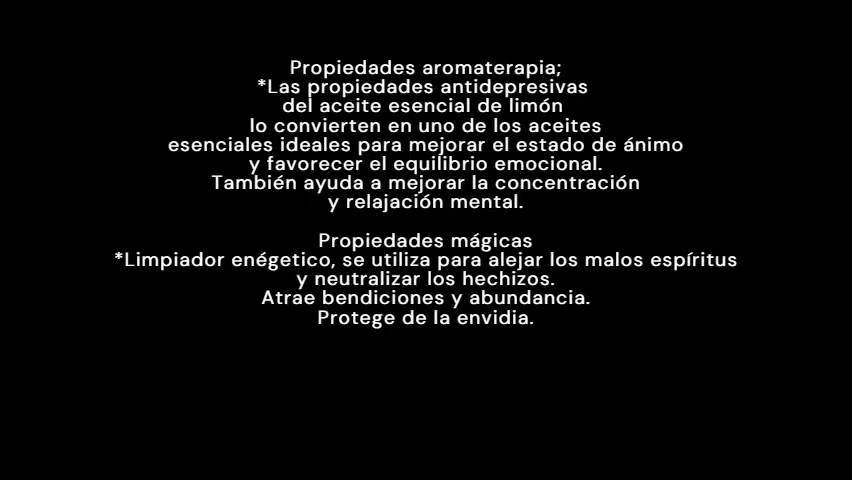 Propiedades aromaterapia;
*Las propiedades antidepresivas
del aceite esencial de limón
lo convierten en uno de los aceites
esenciales ideales para mejorar el estado de ánimo
y favorecer el equilibrio emocional.
También ayuda a mejorar la concentración
y relajación mental.
Propiedades mágicas
*Limpiador enégetico, se utiliza para alejar los malos espíritus
y neutralizar los hechizos.
Atrae bendiciones y abundancia.
Protege de la envidia.